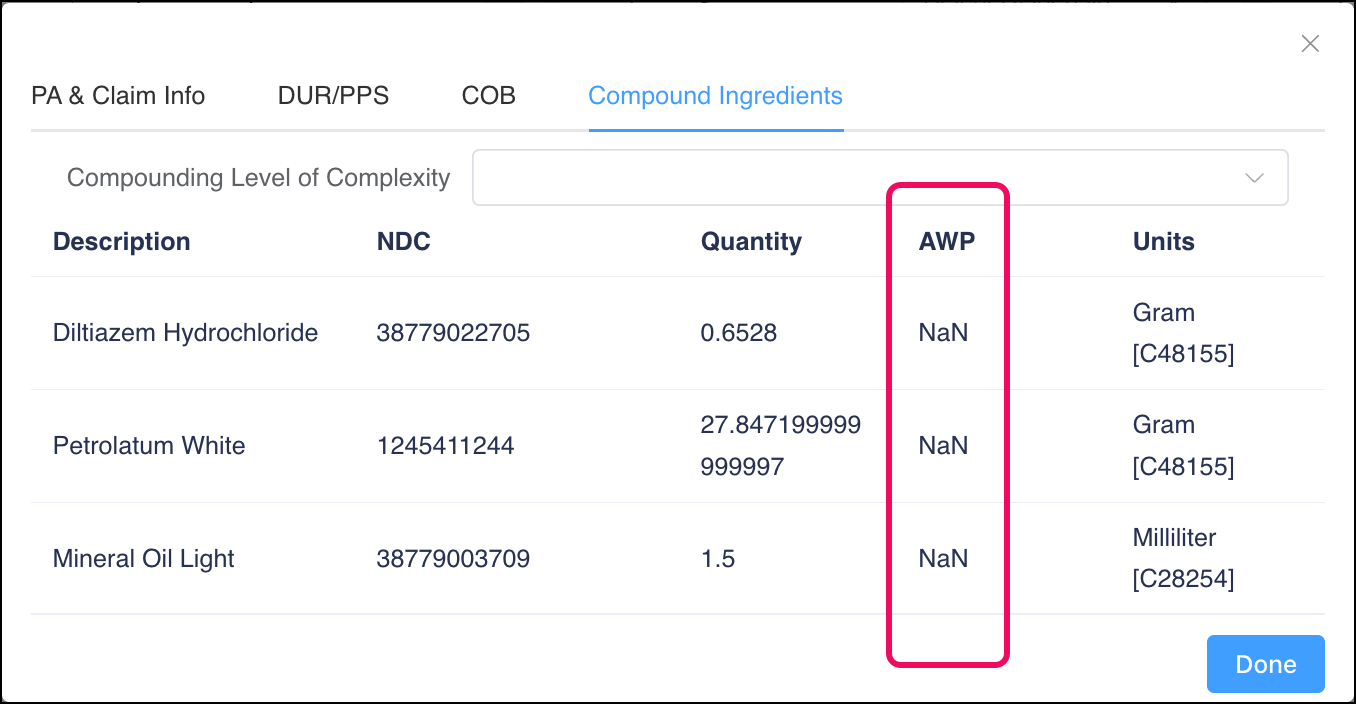 PA & Claim Info DUR/PPS COB Compound Ingredients
Compounding Level of Complexity
Description NDC Quantity AWP Units
Diltiazem Hydrochloride 38779022705 0.6528 NaN Gram
[C48155]
Petrolatum White 1245411244 27.847199999
999997 NaN Gram
[C48155]
Mineral Oil Light 38779003709 1.5 NaN Milliliter
[C28254]
Done